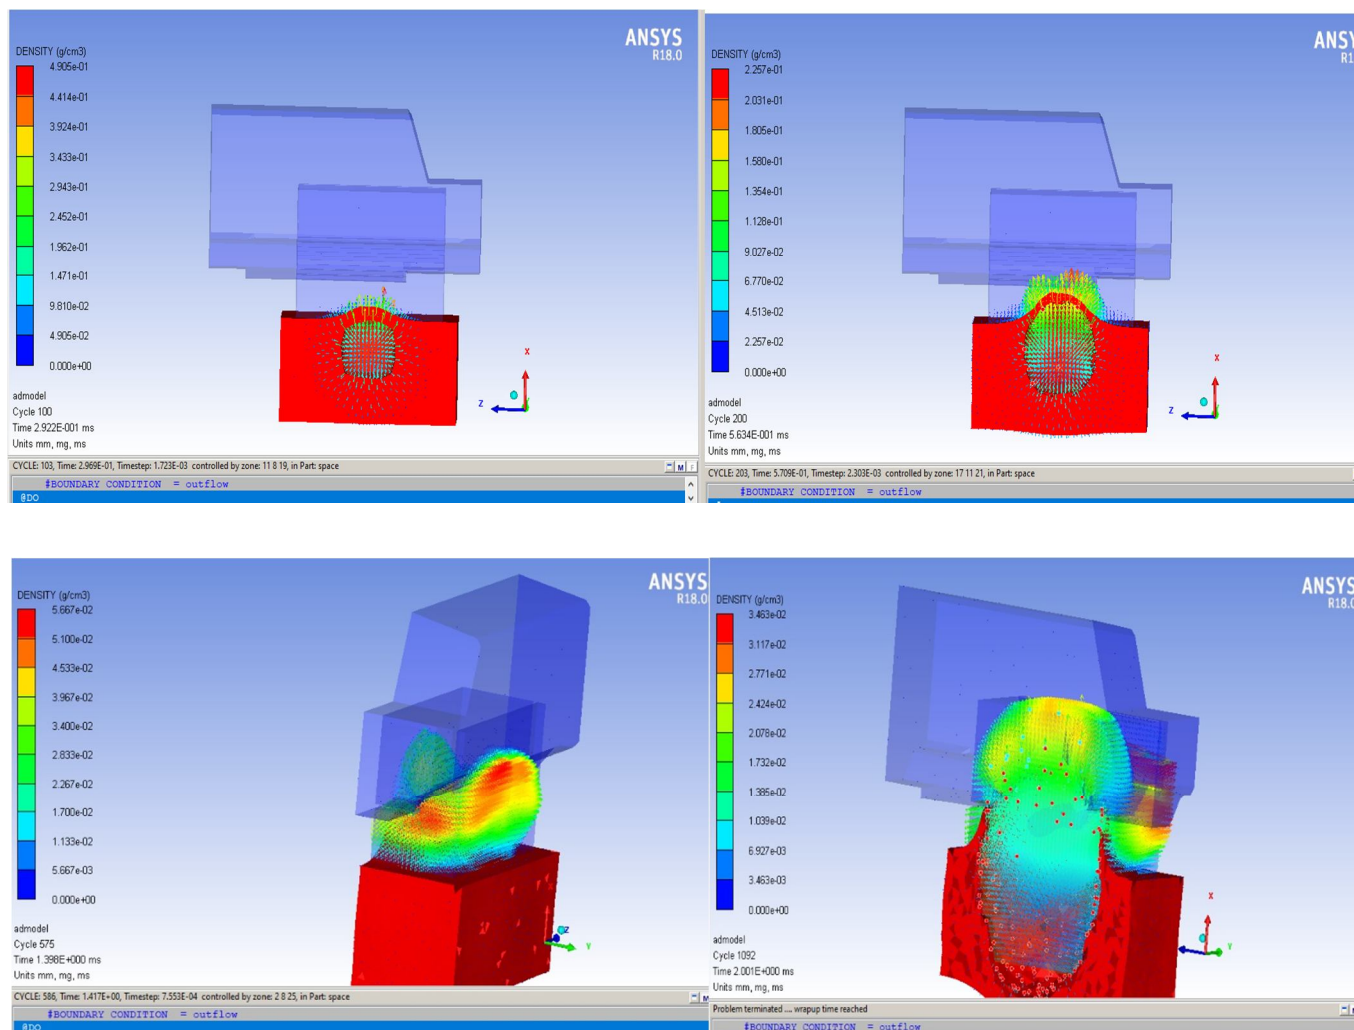 ANSYS
R18.0
DENSITY (g/cm3)
4.905e-01
4.414e-01
3.924e-01
3.433e-01
2.943e-01
2.452e-01
1.962e-01
1.471e-01
9.810e-02
4.905e-02
0.000e+00
X
Z
admodel
Cycle 100
Time 2.922E-001 ms
Units mm, mg, ms
CYCLE: 103, Time: 2.969E-01, Timestep: 1.723E-03 controlled by zone: 11 8 19, in Part: space
M F
#BOUNDARY CONDITION = outflow
@DO
ANSY
R1
DENSITY (g/cm3)
2.257e-01
2.031e-01
1.805e-01
1.580e-01
1.354e-01
1.128e-01
9.027e-02
6.770e-02
4.513e-02
2.257e-02
0.000e+00
X
Z
admodel
Cycle 200
Time 5.634E-001 ms
Units mm, mg, ms
CYCLE: 203, Time: 5.709E-01, Timestep: 2.303E-03 controlled by zone: 17 11 21, in Part: space
#BOUNDARY CONDITION = outflow
ANSYS
R18.0
DENSITY (g/cm3)
5.667e-02
5.100e-02
4.533e-02
3.967e-02
3.400e-02
2.833e-02
2.267e-02
1.700e-02
1.133e-02
5.667e-03
0.000e+00
Z
Y
admodel
Cycle 575
Time 1.398E+000 ms
Units mm, mg, ms
CYCLE: 586, Time: 1.417E+00, Timestep: 7.553E-04 controlled by zone: 2 8 25, in Part: space
M
#BOUNDARY CONDITION = outflow
@DO
ANSYS
R18.0
DENSITY (g/cm3)
3.463e-02
3.117e-02
2.771e-02
2.424e-02
2.078e-02
1.732e-02
1.385e-02
1.039e-02
6.927e-03
3.463e-03
0.000e+00
X
Y
admodel
Cycle 1092
Time 2.001E+000 ms
Units mm, mg, ms
Problem terminated .... wrapup time reached
#BOUNDARY CONDITION = outflow